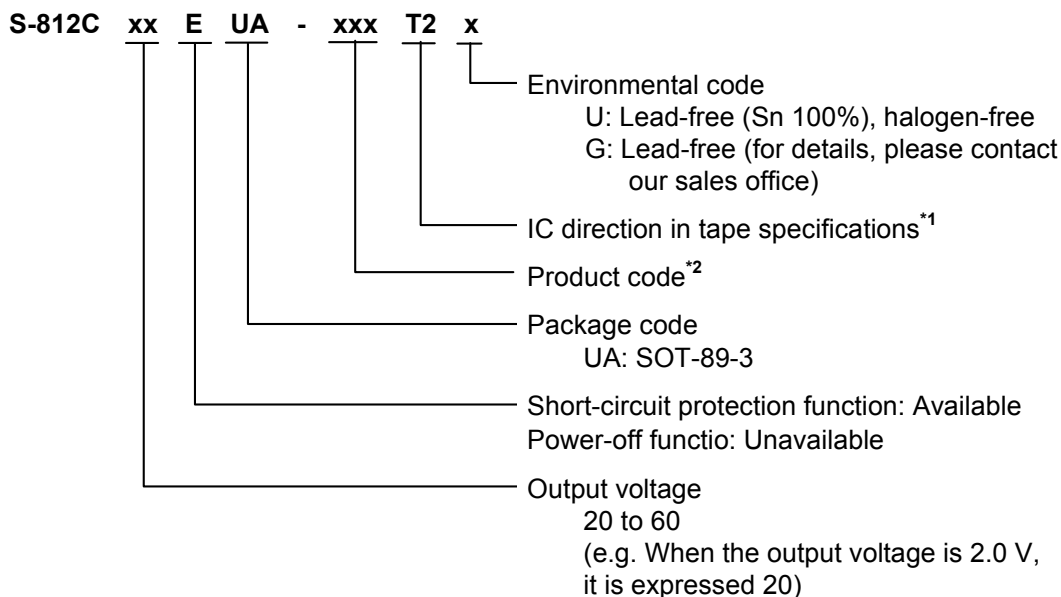 S-812C xx E UA - xxx T2 x
Environmental code
U: Lead-free (Sn 100%), halogen-free
G: Lead-free (for details, please contact
our sales office)
IC direction in tape specifications*1
Product code*2
Package code
UA: SOT-89-3
Short-circuit protection function: Available
Power-off functio: Unavailable
Output voltage
20 to 60
(e.g. When the output voltage is 2.0 V,
it is expressed 20)